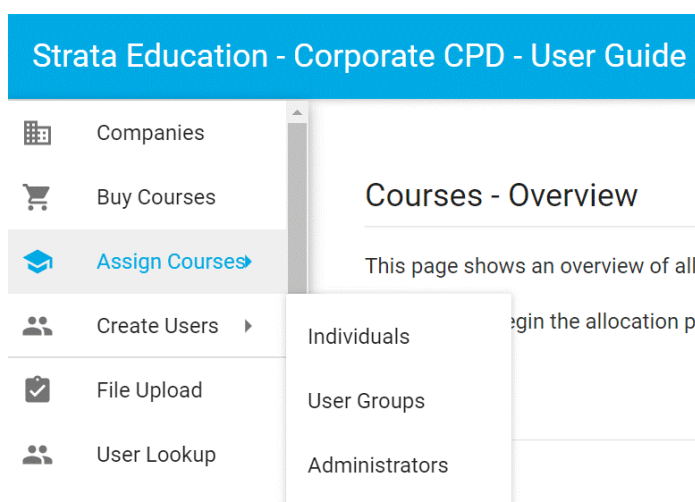 Strata Education - Corporate CPD - User Guide
Companies
Buy Courses
Assign Courses
Create Users
File Upload
User Lookup
Individuals
User Groups
Administrators
Courses - Overview
This page shows an overview of all
egin the allocation p